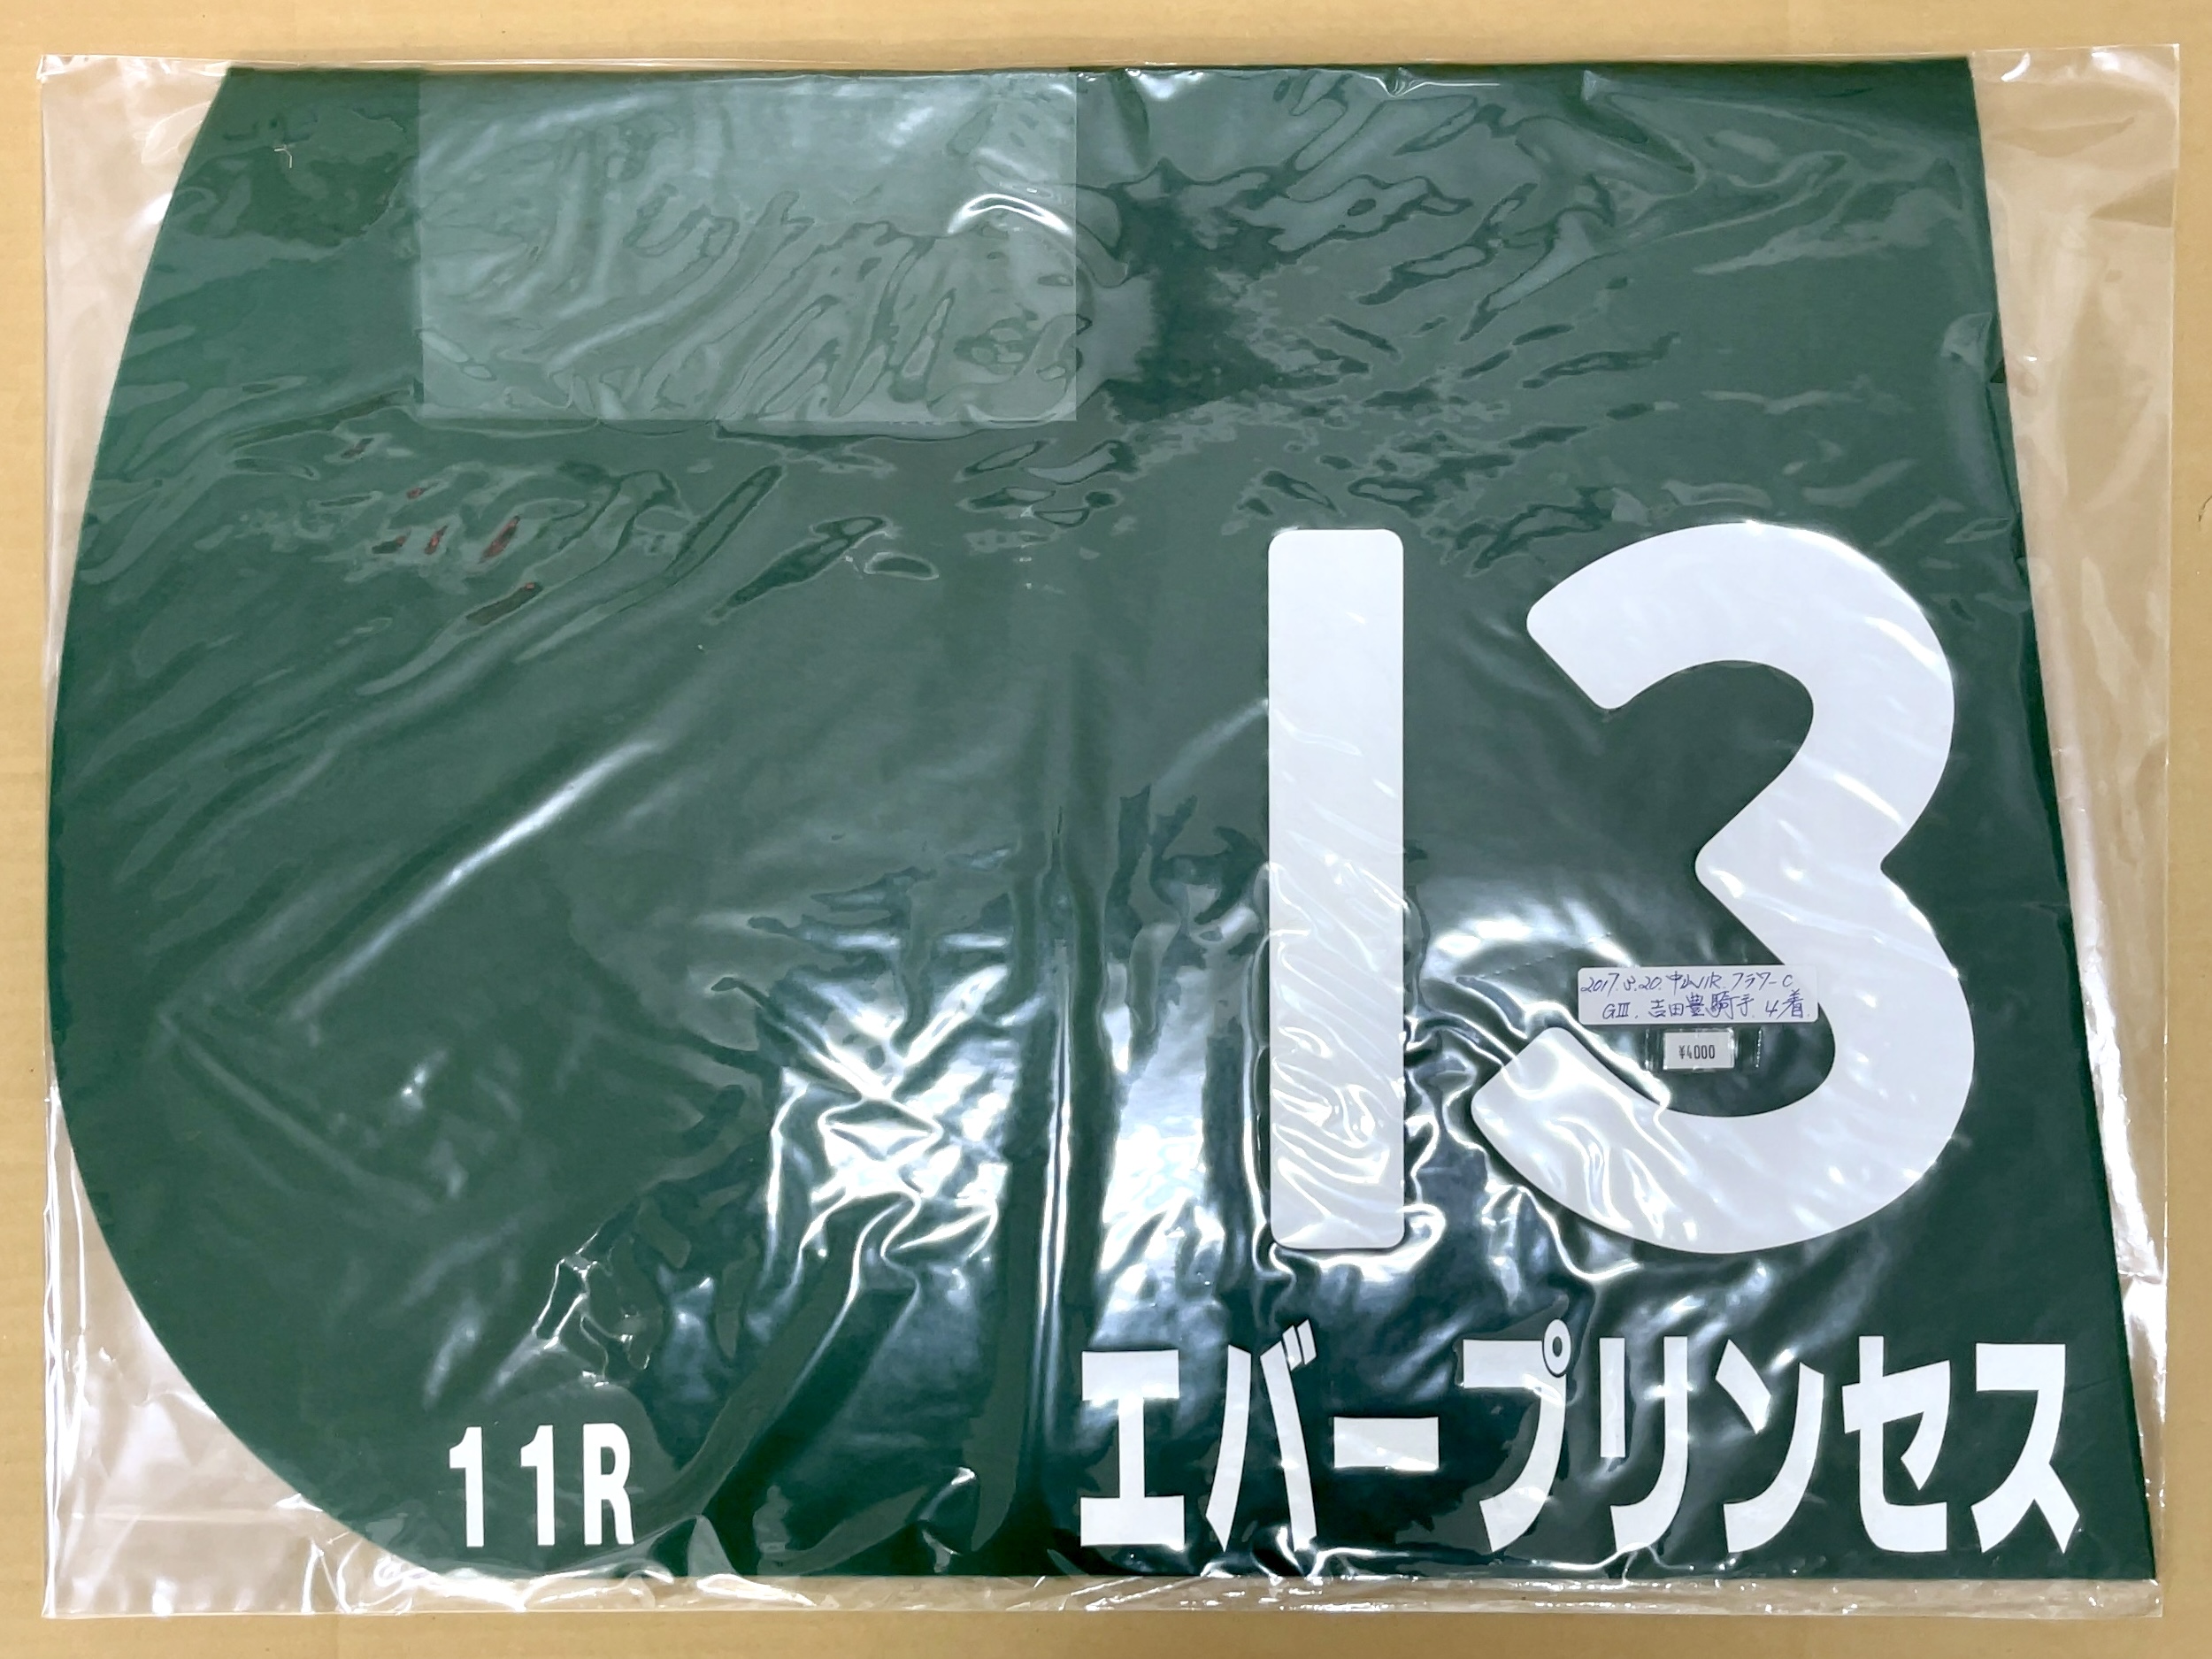 13
2017.3.20.中山11R.フラワーC
GⅢ.吉田豊騎手.4着.
¥4000
エバープリンセス
11R